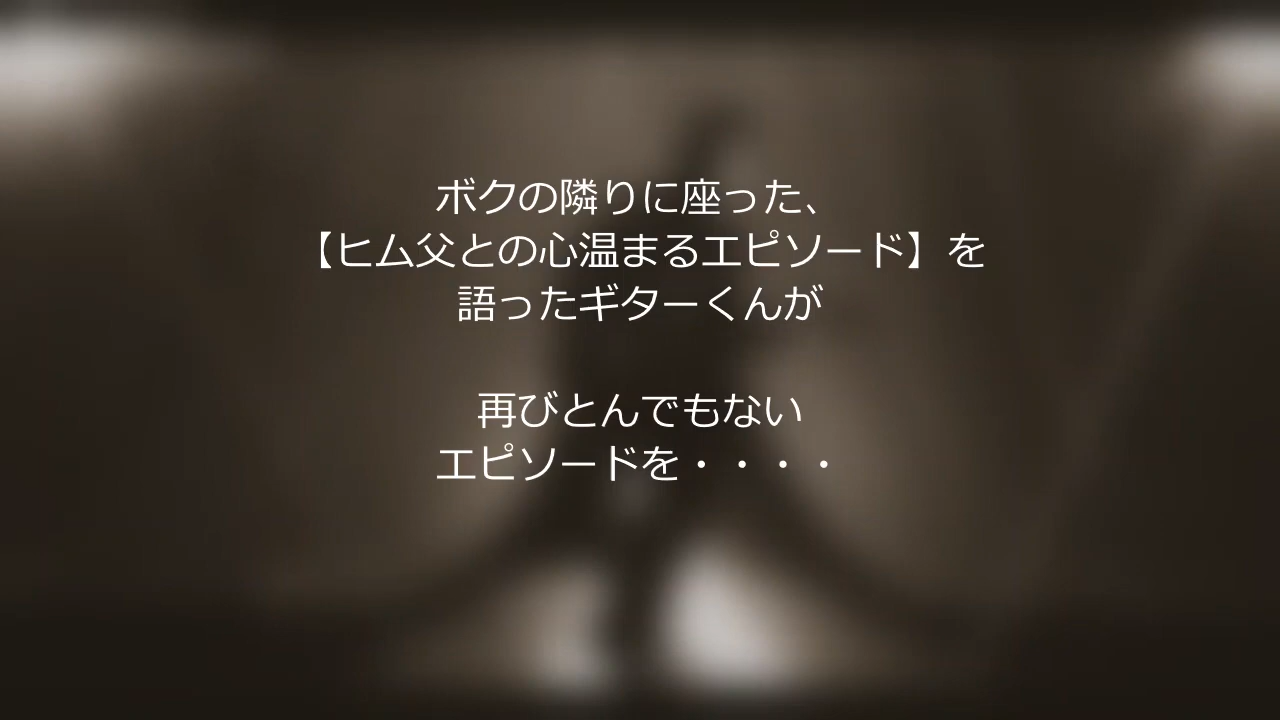 ボクの隣りに座った、
【ヒム父との心温まるエピソード】を
語ったギターくんが
再びとんでもない
エピソードを・・・・